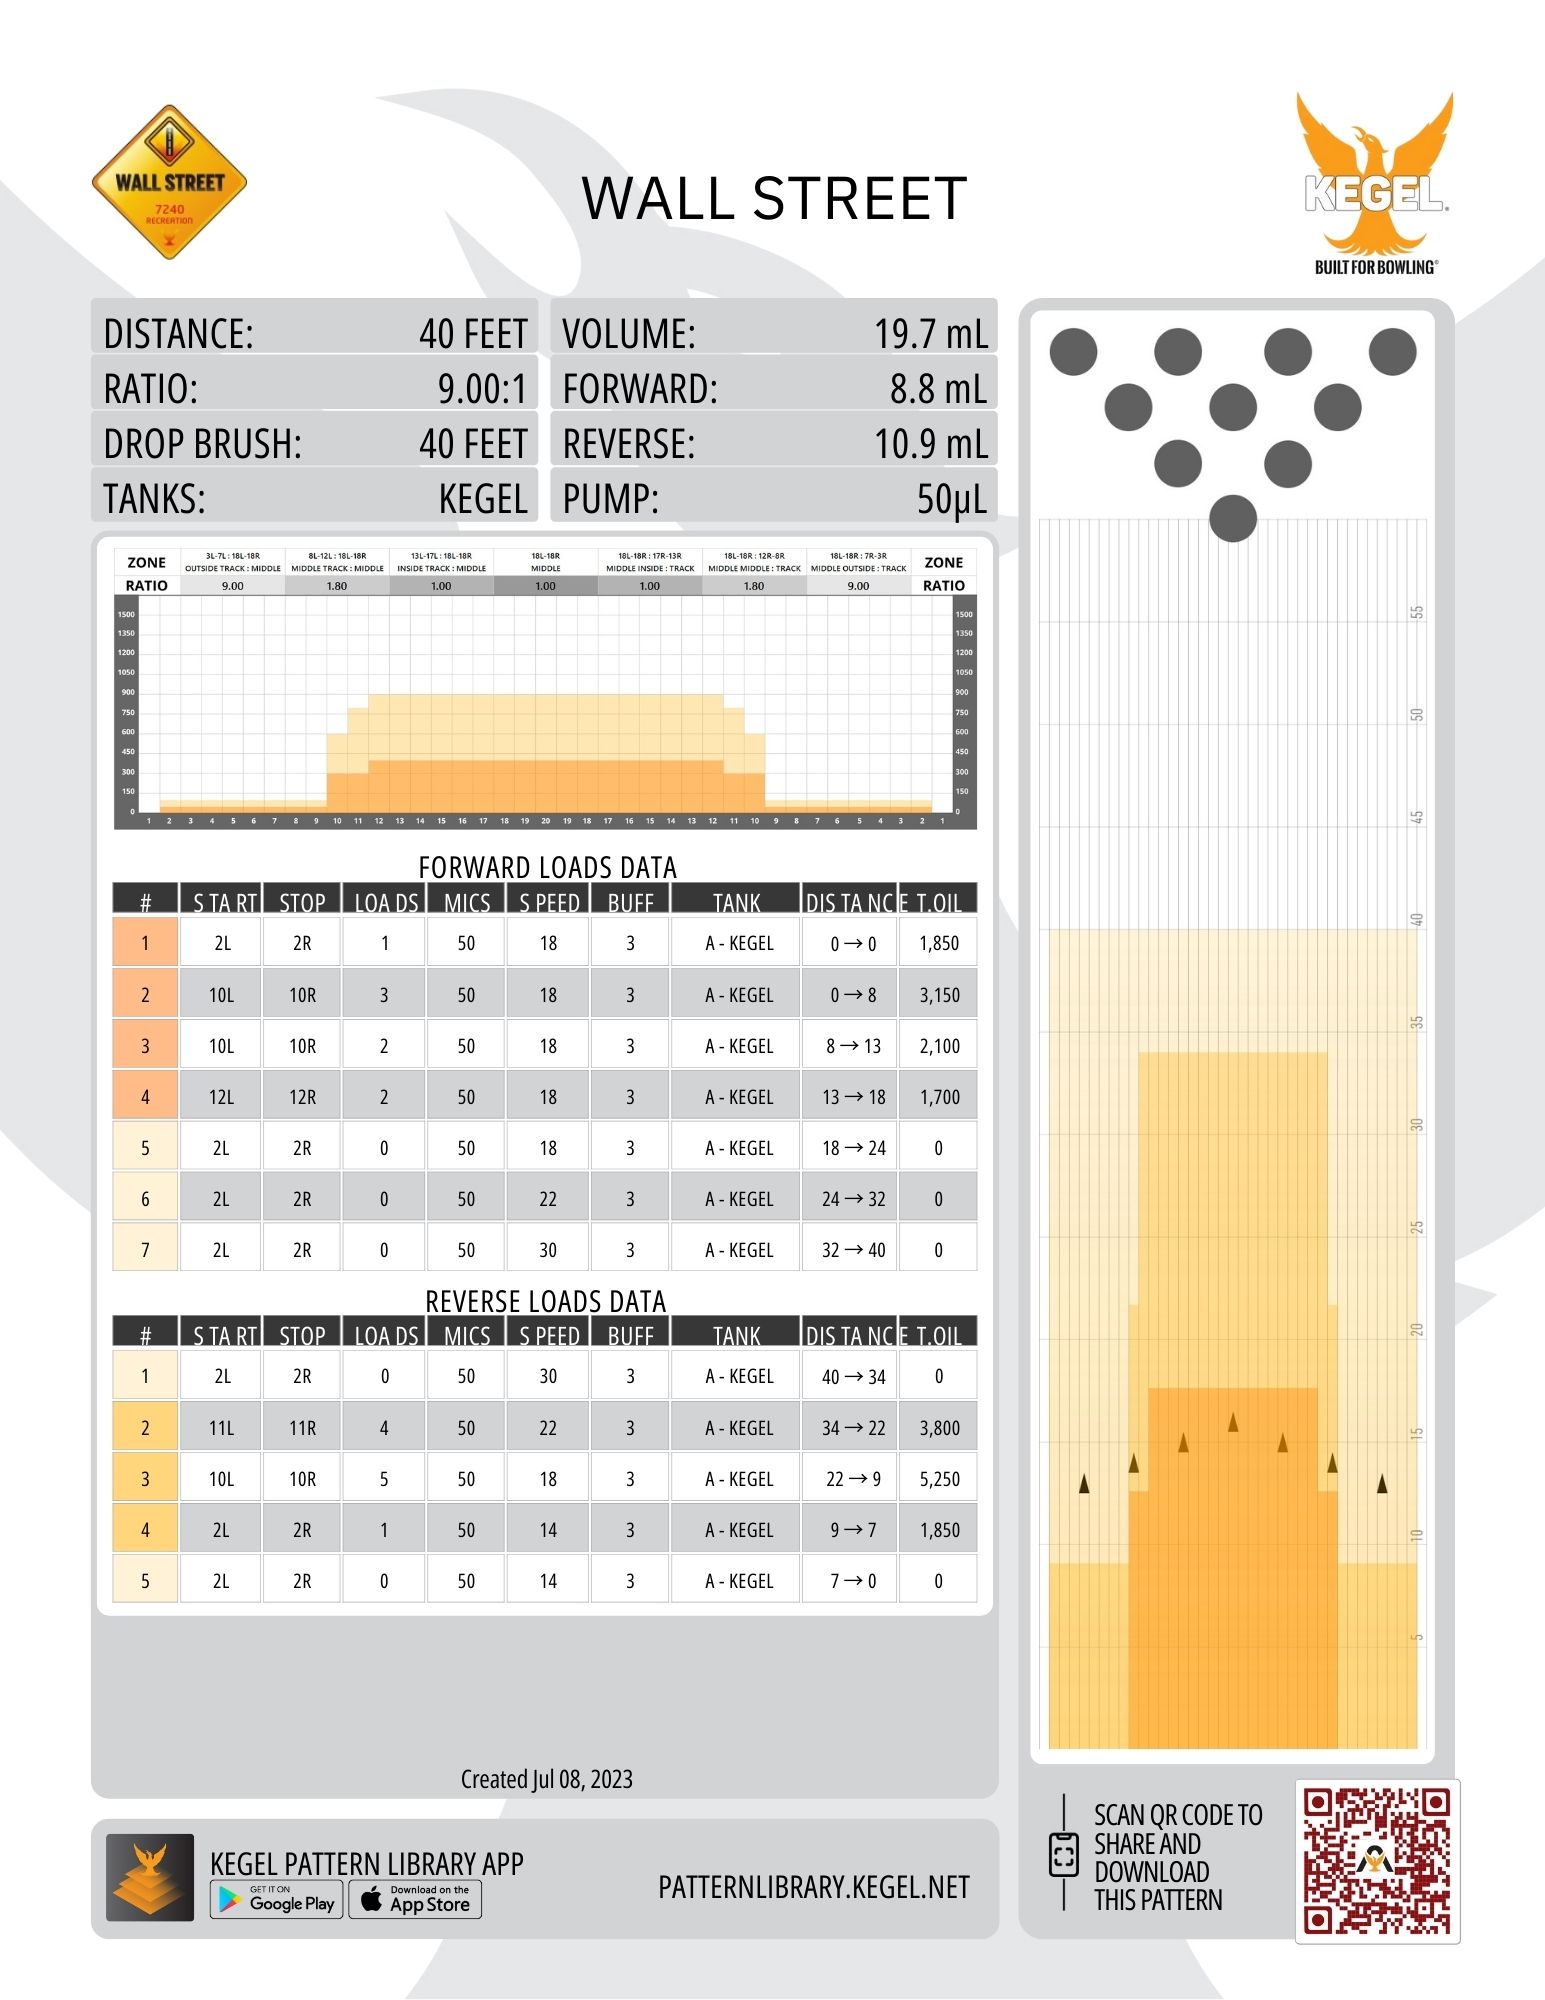 WALL STREET
7240
RECREATION
WALL STREET
KEGEL.
BUILT FOR BOWLING®
DISTANCE: 40 FEET VOLUME: 19.7 mL
RATIO: 9.00:1 FORWARD: 8.8 mL
DROP BRUSH: 40 FEET REVERSE: 10.9 mL
TANKS: KEGEL PUMP: 50µL
ZONE 3L-7L : 18L-18R 8L-12L : 18L-18R 13L-17L : 18L-18R 18L-18R 18L-18R : 17R-13R 18L-18R : 12R-8R 18L-18R : 7R-3R ZONE
OUTSIDE TRACK : MIDDLE MIDDLE TRACK : MIDDLE INSIDE TRACK : MIDDLE MIDDLE MIDDLE INSIDE : TRACK MIDDLE MIDDLE : TRACK MIDDLE OUTSIDE : TRACK
RATIO 9.00 1.80 1.00 1.00 1.00 1.80 9.00 RATIO
1500 1500
1350 1350
1200 1200
1050 1050
900 900
750 750
600 600
450 450
300 300
150 150
0 0
1 2 3 4 5 6 7 8 9 10 11 12 13 14 15 16 17 18 19 20 19 18 17 16 15 14 13 12 11 10 9 8 7 6 5 4 3 2 1
FORWARD LOADS DATA
# START STOP LOADS MICS SPEED BUFF TANK DISTANCE T.OIL
1 2L 2R 1 50 18 3 A - KEGEL 0 → 0 1,850
2 10L 10R 3 50 18 3 A - KEGEL 0 → 8 3,150
3 10L 10R 2 50 18 3 A - KEGEL 8 → 13 2,100
4 12L 12R 2 50 18 3 A - KEGEL 13 → 18 1,700
5 2L 2R 0 50 18 3 A - KEGEL 18 → 24 0
6 2L 2R 0 50 22 3 A - KEGEL 24 → 32 0
7 2L 2R 0 50 30 3 A - KEGEL 32 → 40 0
REVERSE LOADS DATA
# START STOP LOADS MICS SPEED BUFF TANK DISTANCE T.OIL
1 2L 2R 0 50 30 3 A - KEGEL 40 → 34 0
2 11L 11R 4 50 22 3 A - KEGEL 34 → 22 3,800
3 10L 10R 5 50 18 3 A - KEGEL 22 → 9 5,250
4 2L 2R 1 50 14 3 A - KEGEL 9 → 7 1,850
5 2L 2R 0 50 14 3 A - KEGEL 7 → 0 0
Created Jul 08, 2023
55
50
45
40
35
30
25
20
15
10
5
KEGEL PATTERN LIBRARY APP
GET IT ON
Google Play
Download on the
App Store
PATTERNLIBRARY.KEGEL.NET
SCAN QR CODE TO
SHARE AND
DOWNLOAD
THIS PATTERN